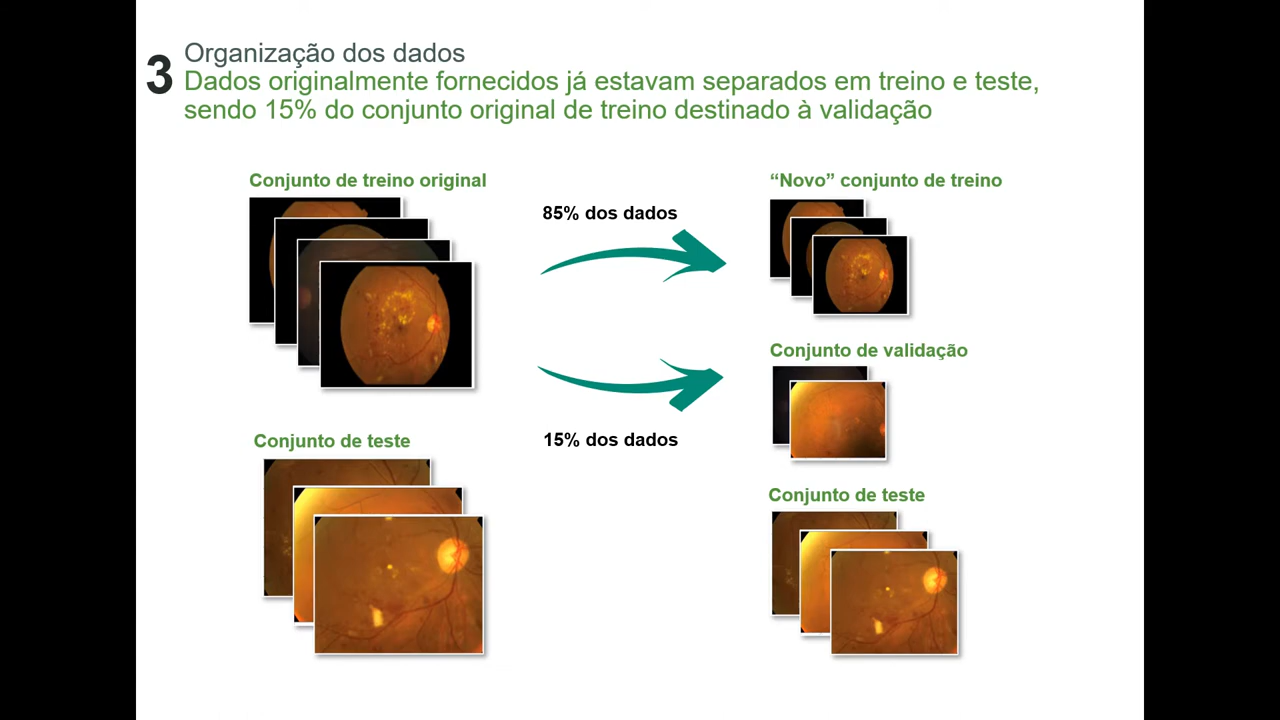 3
Organização dos dados
Dados originalmente fornecidos já estavam separados em treino e teste,
sendo 15% do conjunto original de treino destinado à validação
Conjunto de treino original
85% dos dados
“Novo” conjunto de treino
Conjunto de validação
15% dos dados
Conjunto de teste
Conjunto de teste